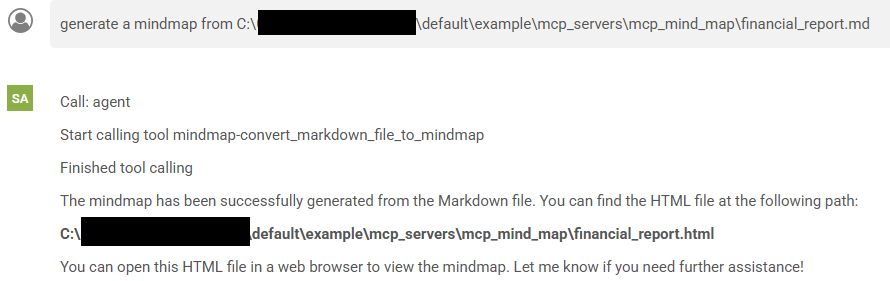 generate a mindmap from C:\ \default\example\mcp_servers\mcp_mind_map\financial_report.md
SA
Call: agent
Start calling tool mindmap-convert_markdown_file_to_mindmap
Finished tool calling
The mindmap has been successfully generated from the Markdown file. You can find the HTML file at the following path:
C:\ \default\example\mcp_servers\mcp_mind_map\financial_report.html
You can open this HTML file in a web browser to view the mindmap. Let me know if you need further assistance!